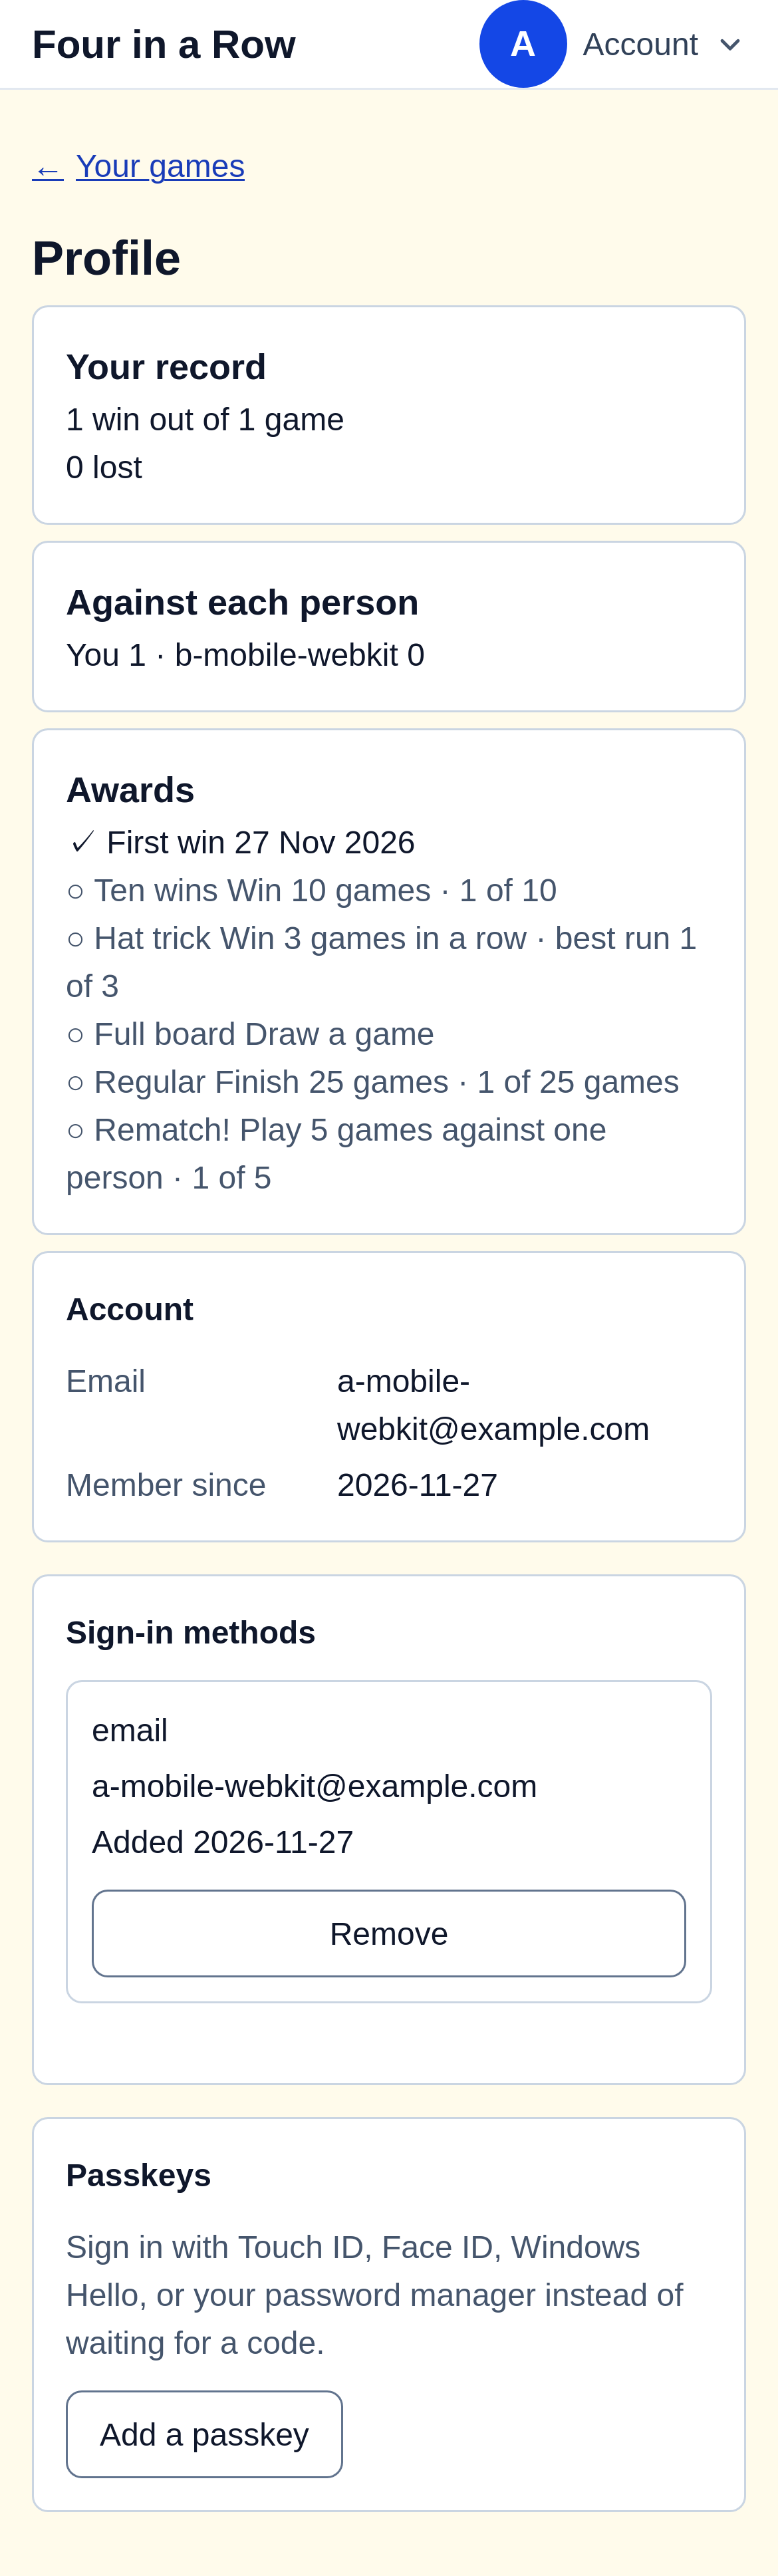 Four in a Row
A Account
← Your games
Profile
Your record
1 win out of 1 game
0 lost
Against each person
You 1 · b-mobile-webkit 0
Awards
✓ First win 27 Nov 2026
○ Ten wins Win 10 games · 1 of 10
○ Hat trick Win 3 games in a row · best run 1
of 3
○ Full board Draw a game
○ Regular Finish 25 games · 1 of 25 games
○ Rematch! Play 5 games against one
person · 1 of 5
Account
Email a-mobile-
webkit@example.com
Member since 2026-11-27
Sign-in methods
email
a-mobile-webkit@example.com
Added 2026-11-27
Remove
Passkeys
Sign in with Touch ID, Face ID, Windows
Hello, or your password manager instead of
waiting for a code.
Add a passkey